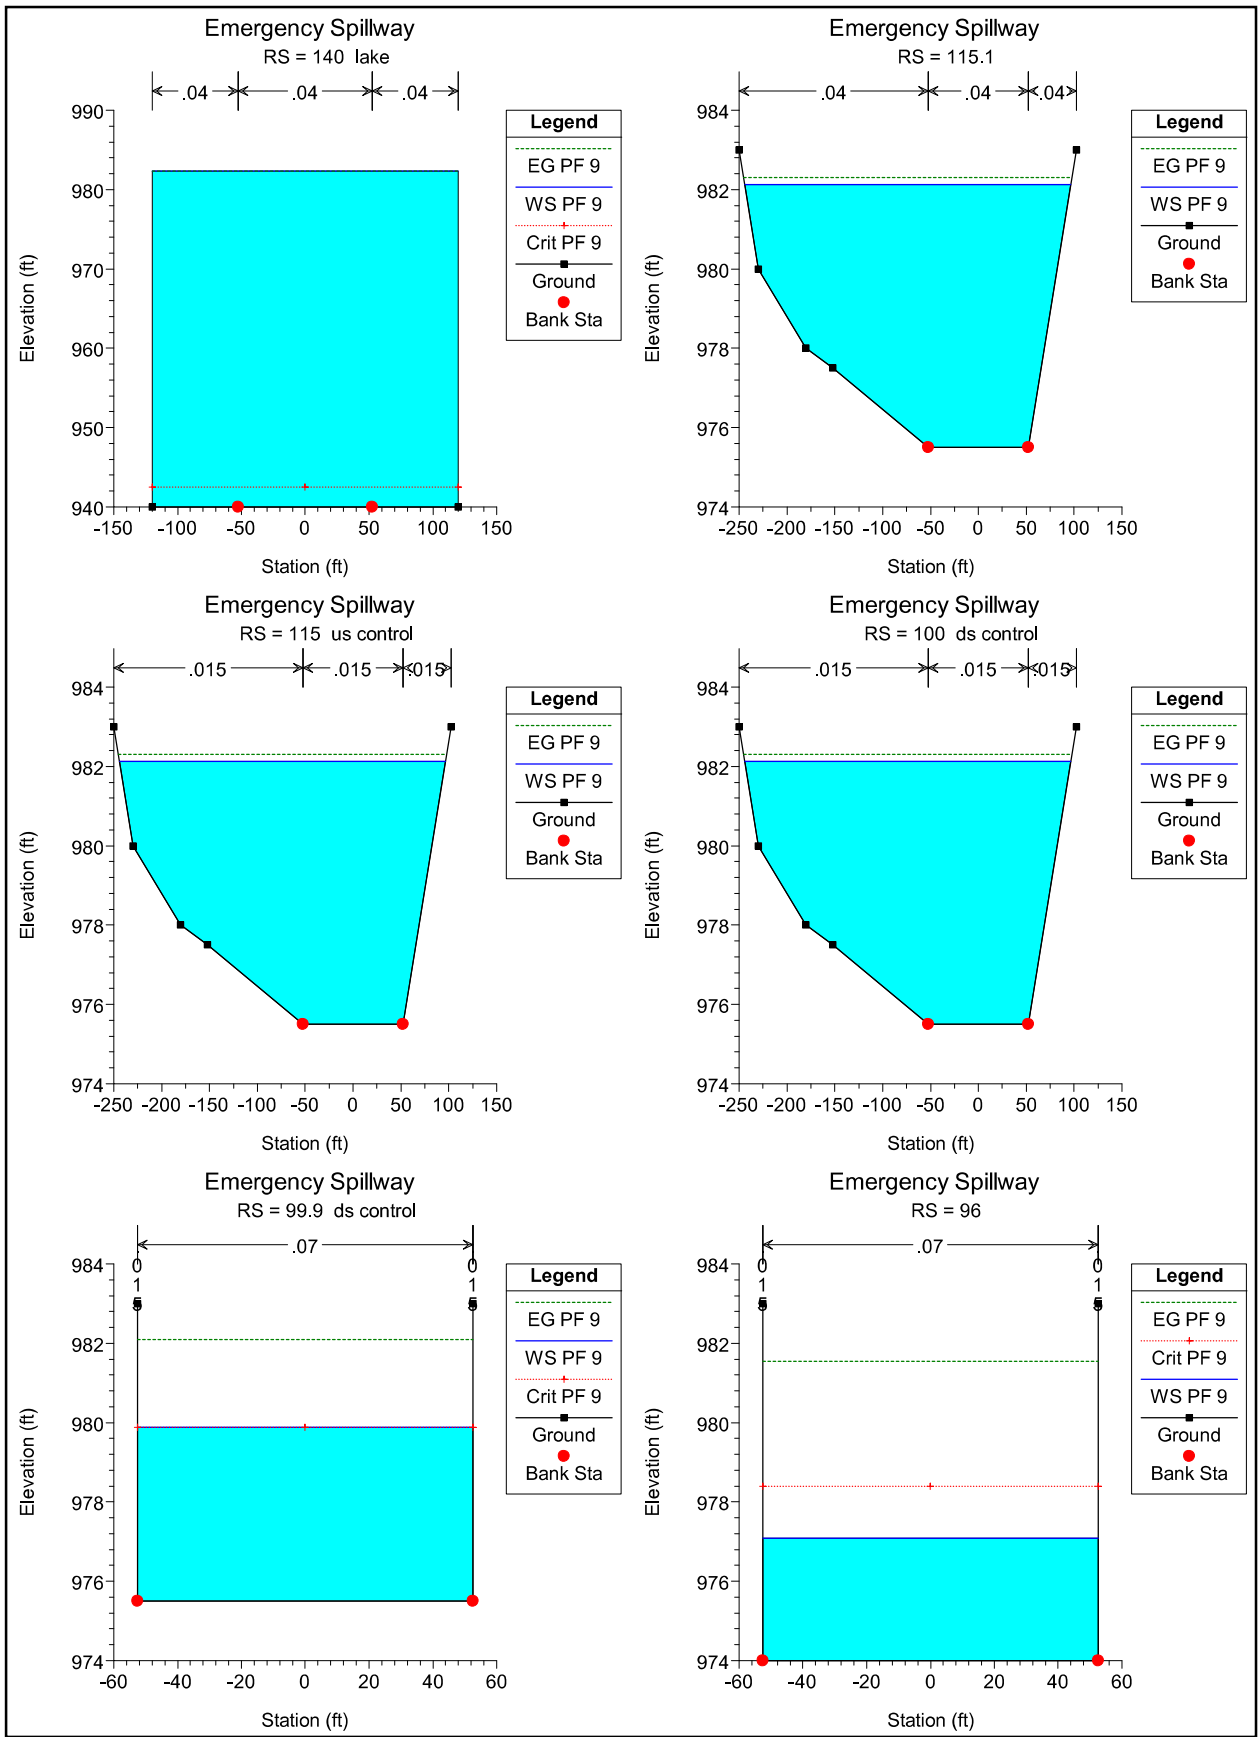 Emergency Spillway
RS = 140 lake
.04 .04 .04
990
980
970
960
950
940
-150 -100 -50 0 50 100 150
Station (ft)
Elevation (ft)
Legend
EG PF 9
WS PF 9
Crit PF 9
Ground
Bank Sta
Emergency Spillway
RS = 115.1
.04 .04 .04
984
982
980
978
976
974
-250 -200 -150 -100 -50 0 50 100 150
Station (ft)
Elevation (ft)
Legend
EG PF 9
WS PF 9
Ground
Bank Sta
Emergency Spillway
RS = 115 us control
.015 .015 .015
984
982
980
978
976
974
-250 -200 -150 -100 -50 0 50 100 150
Station (ft)
Elevation (ft)
Legend
EG PF 9
WS PF 9
Ground
Bank Sta
Emergency Spillway
RS = 100 ds control
.015 .015 .015
984
982
980
978
976
974
-250 -200 -150 -100 -50 0 50 100 150
Station (ft)
Elevation (ft)
Legend
EG PF 9
WS PF 9
Ground
Bank Sta
Emergency Spillway
RS = 99.9 ds control
.07
984
982
980
978
976
974
-60 -40 -20 0 20 40 60
Station (ft)
Elevation (ft)
Legend
EG PF 9
WS PF 9
Crit PF 9
Ground
Bank Sta
Emergency Spillway
RS = 96
.07
984
982
980
978
976
974
-60 -40 -20 0 20 40 60
Station (ft)
Elevation (ft)
Legend
EG PF 9
Crit PF 9
WS PF 9
Ground
Bank Sta